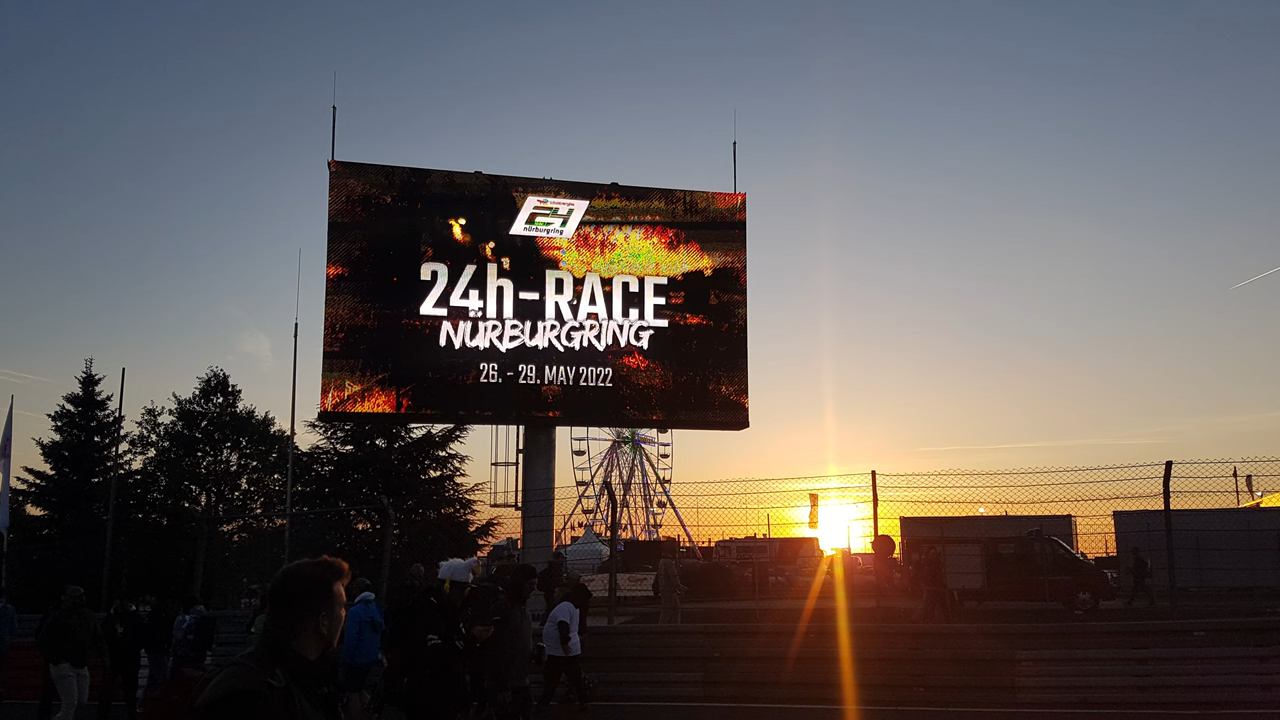 24
nürburgring
24h-RACE
NÜRBURGRING
26. - 29. MAY 2022